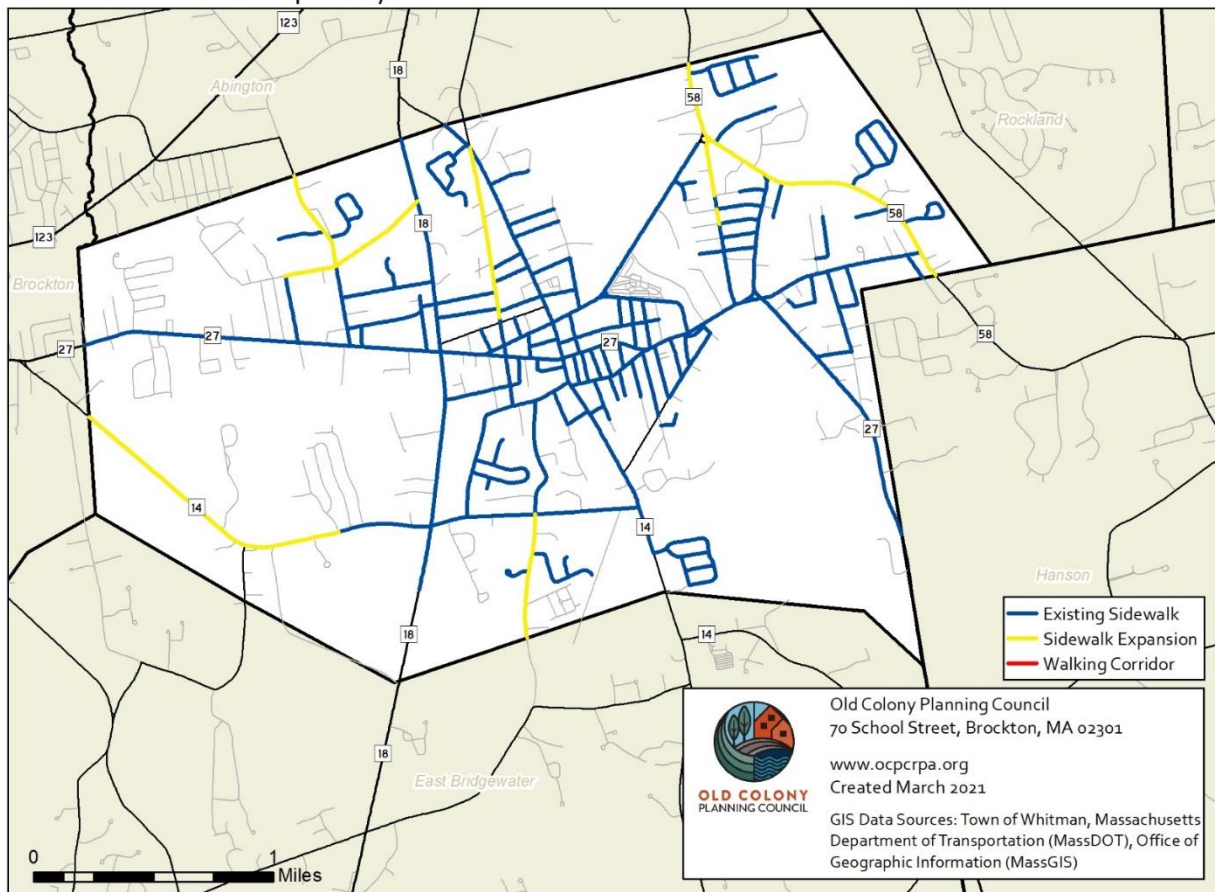 123
18
Abington
58
Rockland
123
18
58
Brockton
27
27
27
58
27
14
14
Hanson
18
14
18
East Bridgewater
Existing Sidewalk
Sidewalk Expansion
Walking Corridor
OLD COLONY
PLANNING COUNCIL
Old Colony Planning Council
70 School Street, Brockton, MA 02301
www.ocpcrpa.org
Created March 2021
GIS Data Sources: Town of Whitman, Massachusetts
Department of Transportation (MassDOT), Office of
Geographic Information (MassGIS)
0 1
Miles